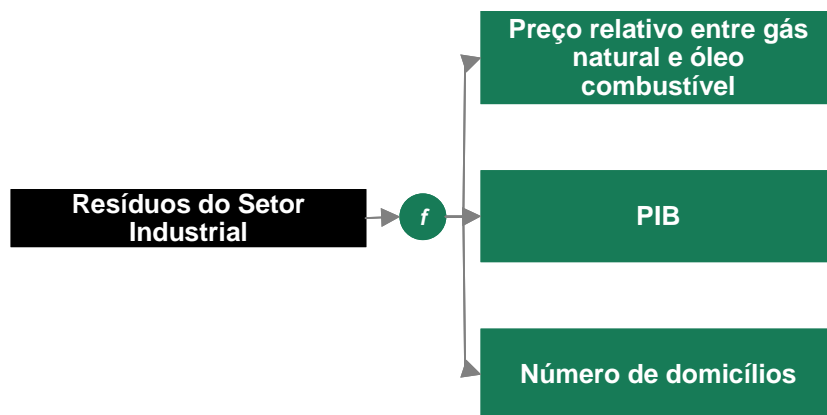 Preço relativo entre gás
natural e óleo
combustível
Resíduos do Setor
Industrial
f
PIB
Número de domicílios